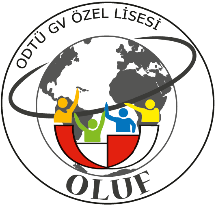 ODTÜ GV ÖZEL LİSESİ
OLUF